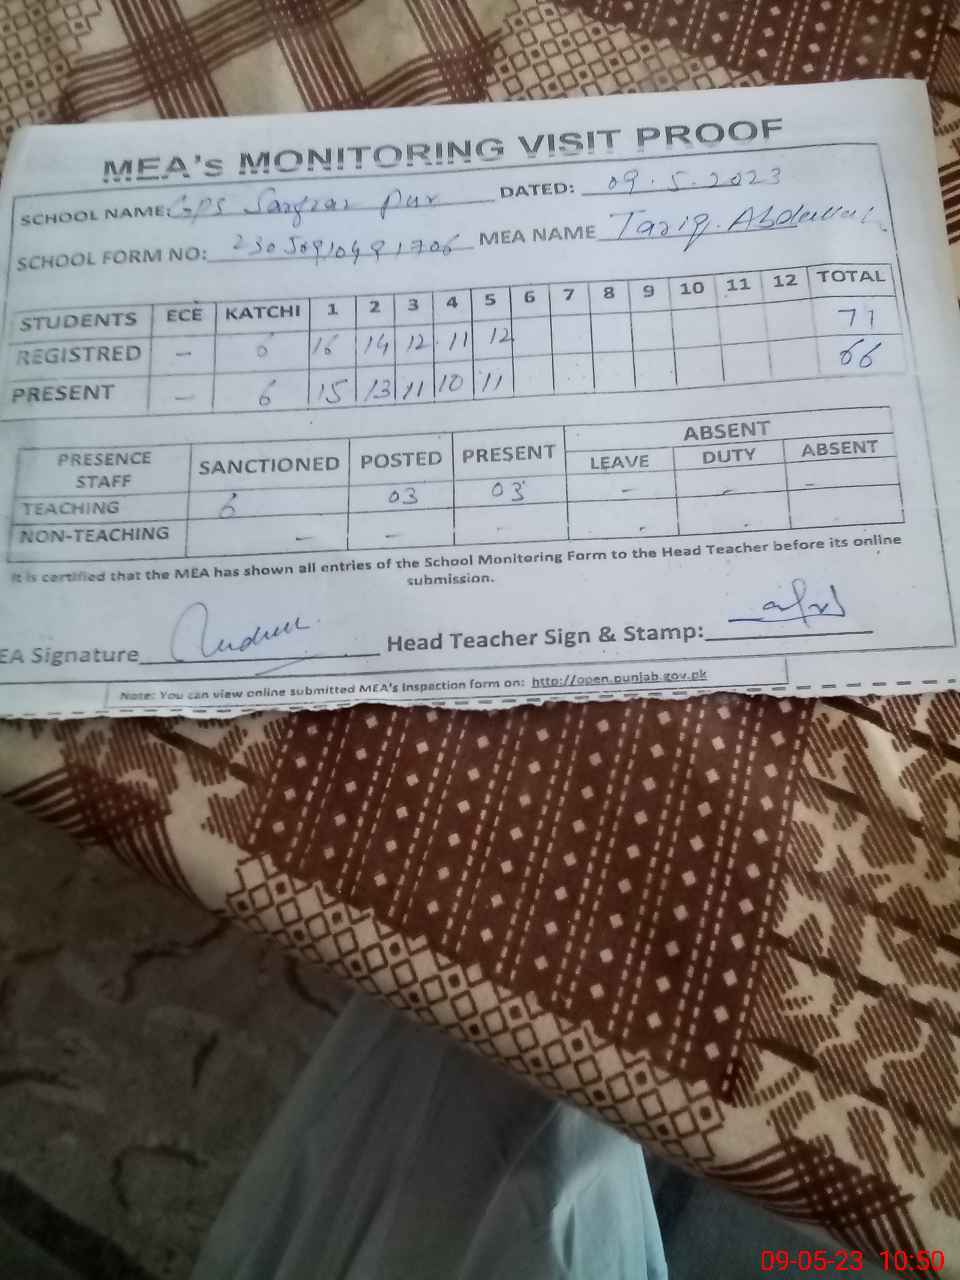 MEA's MONITORING VISIT PROOF
SCHOOL NAME: GPS Sarfraz Pur DATED: 09.5.2023
SCHOOL FORM NO: MEA NAME Tariq. Abdullah
STUDENTS ECE KATCHI 1 2 3 4 5 6 7 8 9 10 11 12 TOTAL
REGISTRED - 6 16 14 12 11 12 71
PRESENT - 6 15 13 11 10 11 66
PRESENCE STAFF SANCTIONED POSTED PRESENT ABSENT
LEAVE DUTY ABSENT
TEACHING 6 03 03 - - -
NON-TEACHING - - - - - -
It is certified that the MEA has shown all entries of the School Monitoring Form to the Head Teacher before its online
submission.
EA Signature Head Teacher Sign & Stamp:
Note: You can view online submitted MEA's Inspection form on: http://open.punjab.gov.pk
09-05-23 10:50